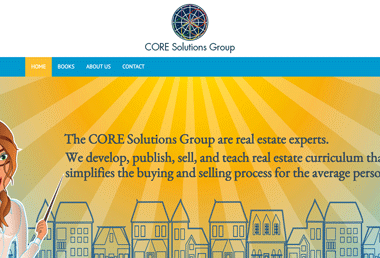 CORE Solutions Group
HOME BOOKS ABOUT US CONTACT
The CORE Solutions Group are real estate experts.
We develop, publish, sell, and teach real estate curriculum tha
simplifies the buying and selling process for the average perso